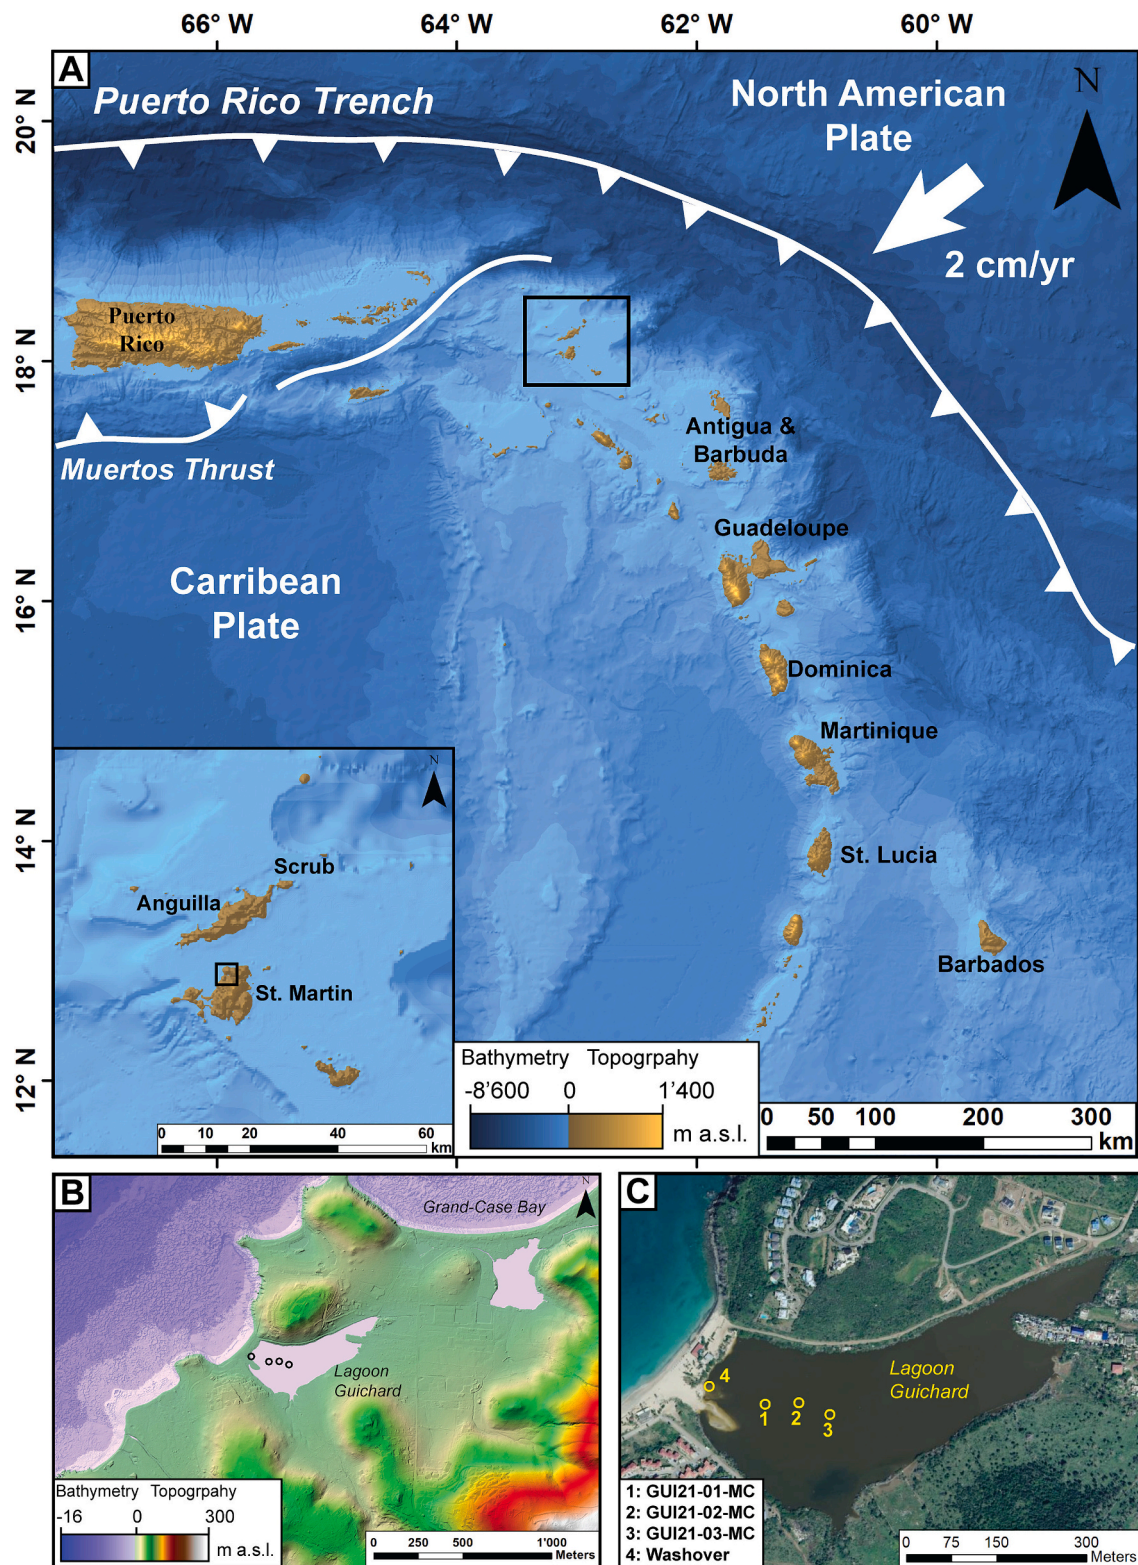 66° W
64° W
62° W
60° W
A
Puerto Rico Trench
North American
Plate
N
20° N
2 cm/yr
Puerto
Rico
18° N
Antigua &
Barbuda
Muertos Thrust
Guadeloupe
Carribean
Plate
16° N
Dominica
Martinique
N
14° N
Scrub
St. Lucia
Anguilla
Barbados
St. Martin
12° N
Bathymetry Topogrpahy
-8'600 0 1'400
m a.s.l.
0 50 100 200 300
km
0 10 20 40 60
km
B
Grand-Case Bay
N
Lagoon
Guichard
Bathymetry Topogrpahy
-16 0 300
m a.s.l.
0 250 500 1'000
Meters
C
Lagoon
Guichard
4
1
2
3
1: GUI21-01-MC
2: GUI21-02-MC
3: GUI21-03-MC
4: Washover
0 75 150 300
Meters